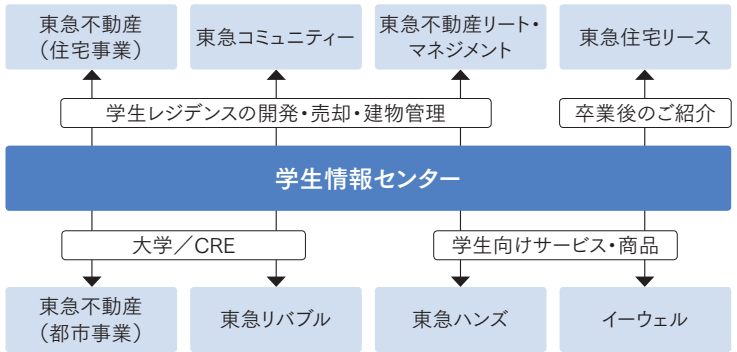 東急不動産
（住宅事業）
東急コミュニティー
東急不動産リート・
マネジメント
東急住宅リース
学生レジデンスの開発・売却・建物管理
卒業後のご紹介
学生情報センター
大学／CRE
学生向けサービス・商品
東急不動産
（都市事業）
東急リバブル
東急ハンズ
イーウェル